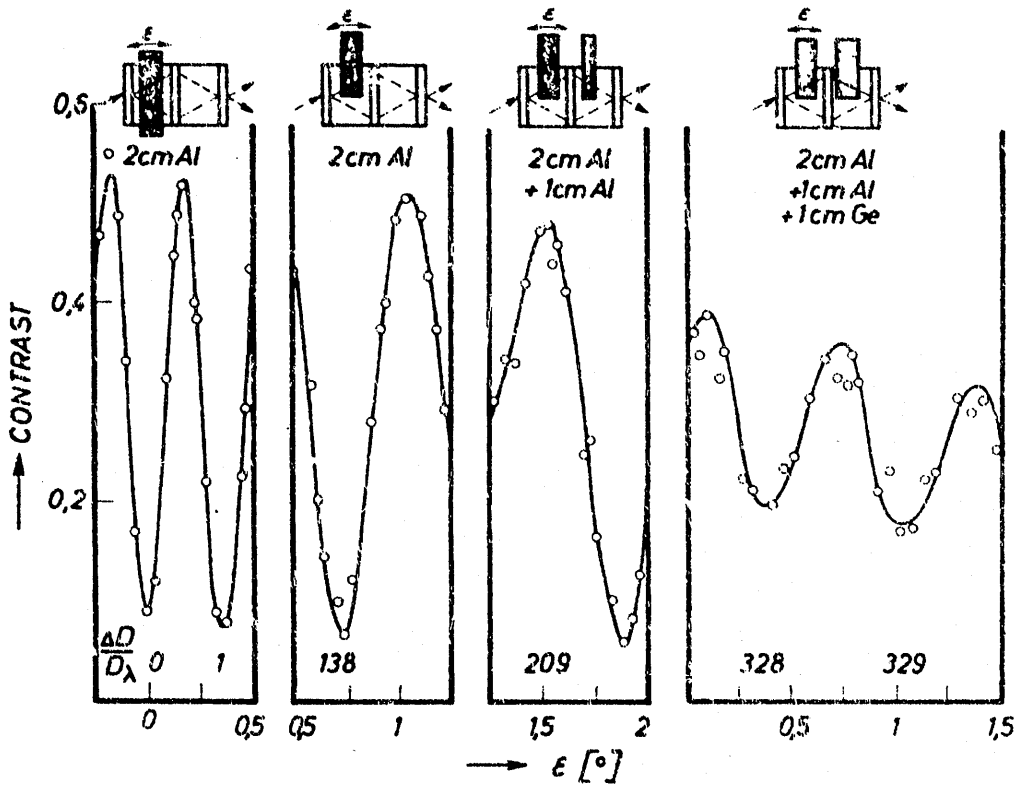 ε ε ε ε
0,6
2cm Al 2cm Al 2cm Al 2cm Al
+ 1cm Al +1cm Al
+1cm Ge
0,4
→ CONTRAST
0,2
ΔD/Dλ 0 1 138 209 328 329
0 0,5 0,5 1 1,5 2 0,5 1 1,5
→ ε [°]